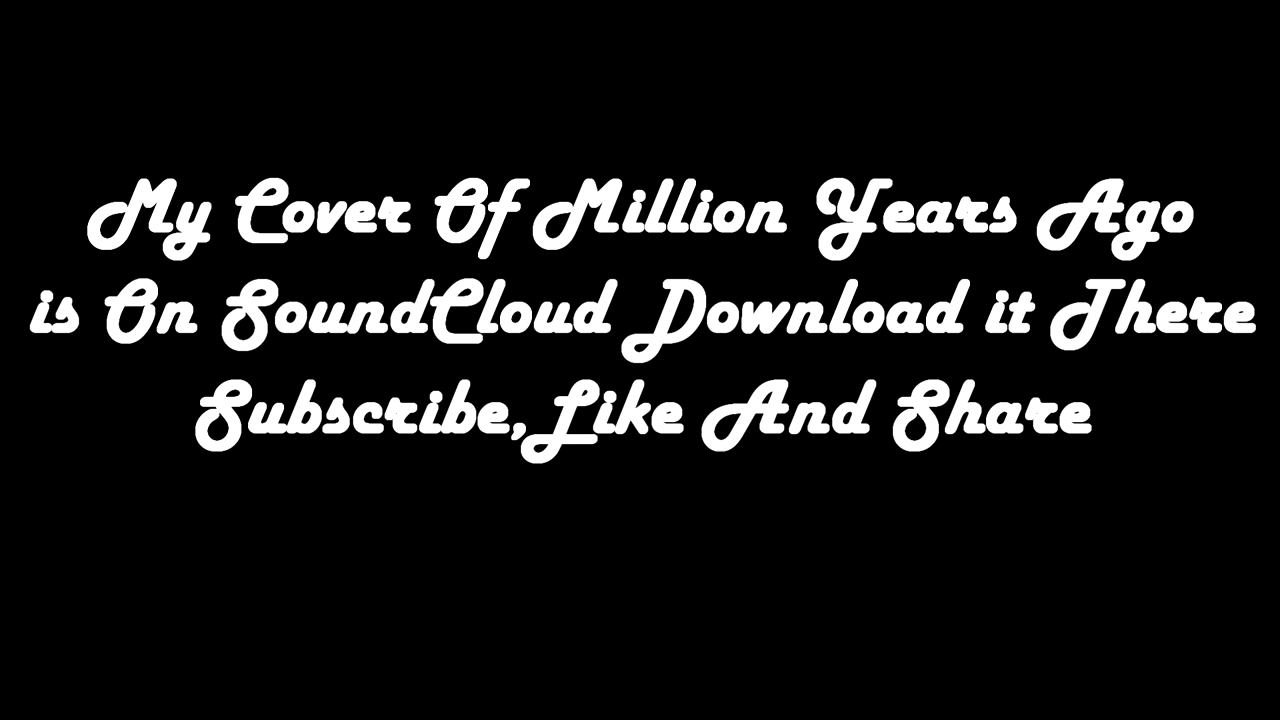 My Cover Of Million Years Ago
is On SoundCloud Download it There
Subscribe,Like And Share